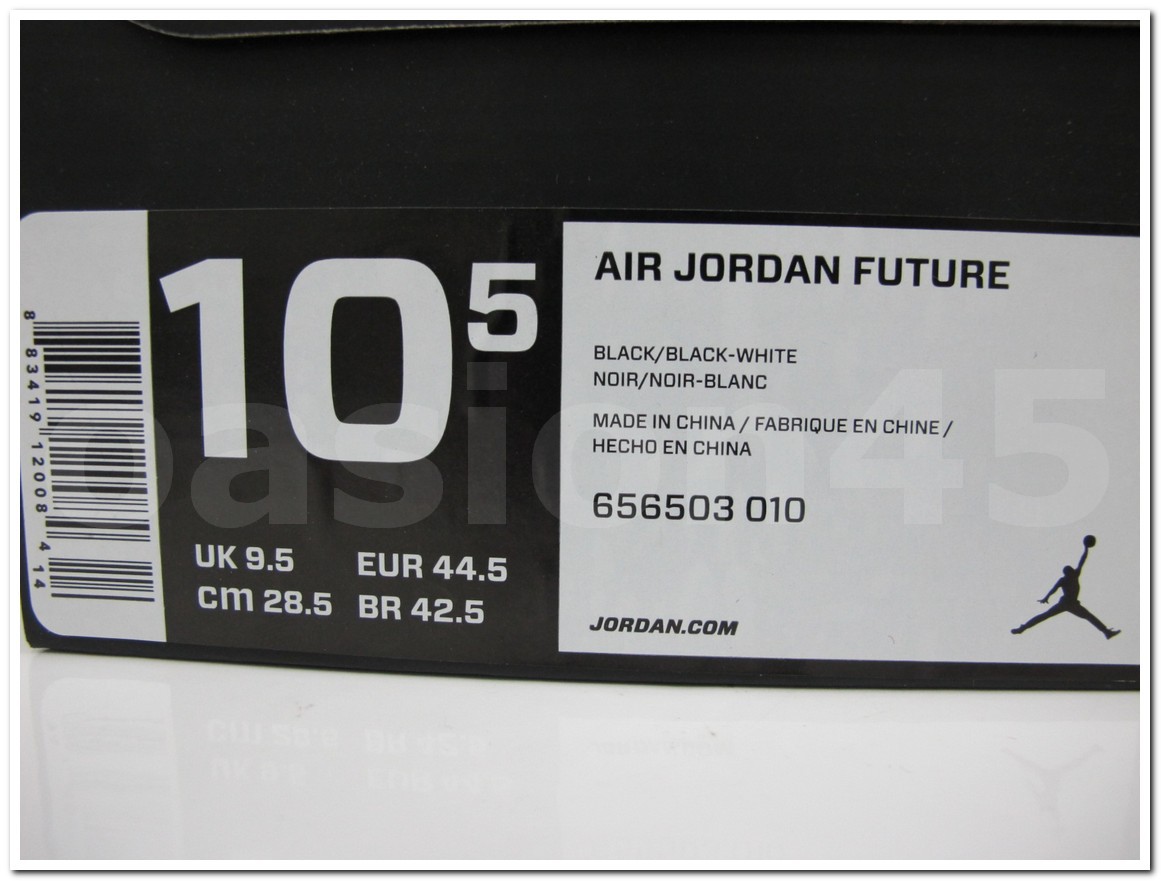 8 83419 12008 4 14
10 5
UK 9.5 EUR 44.5
cm 28.5 BR 42.5
AIR JORDAN FUTURE
BLACK/BLACK-WHITE
NOIR/NOIR-BLANC
MADE IN CHINA / FABRIQUE EN CHINE /
HECHO EN CHINA
656503 010
JORDAN.COM
oasion45